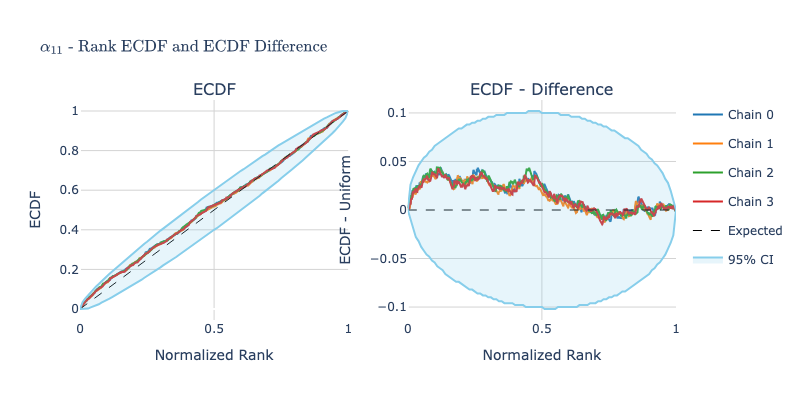 α₁₁ - Rank ECDF and ECDF Difference
ECDF
ECDF - Difference
ECDF
1
0.8
0.6
0.4
0.2
0
0
0.5
1
Normalized Rank
ECDF - Uniform
0.1
0.05
0
−0.05
−0.1
0
0.5
1
Normalized Rank
Chain 0
Chain 1
Chain 2
Chain 3
Expected
95% CI